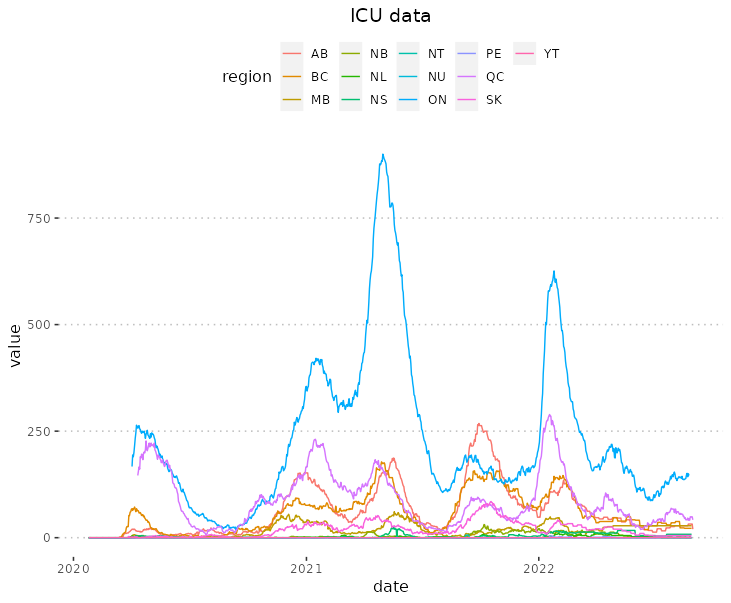 ICU data
region
AB NB NT PE YT
BC NL NU QC
MB NS ON SK
value
750
500
250
0
2020 2021 2022
date